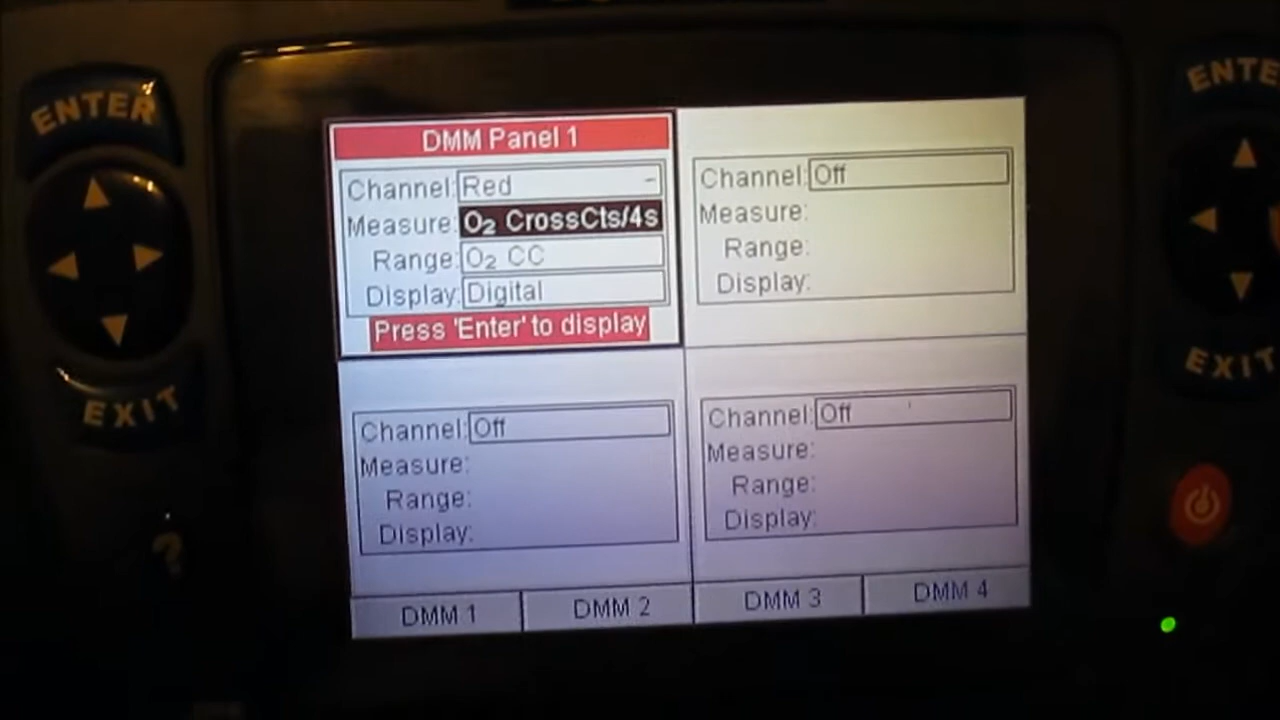 ENTER
EXIT
DMM Panel 1
Channel: Red –
Measure: O₂ CrossCts/4s
Range: O₂ CC
Display: Digital
Press 'Enter' to display
Channel: Off
Measure:
Range:
Display:
Channel: Off
Measure:
Range:
Display:
Channel: Off
Measure:
Range:
Display:
DMM 1
DMM 2
DMM 3
DMM 4
?
ENTE
EXIT